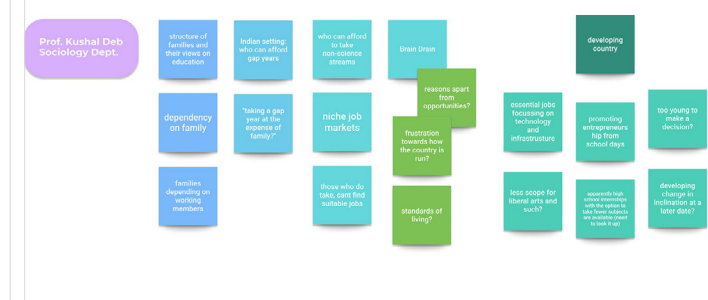 Prof. Kushal Deb
Sociology Dept.
structure of
families and
their views on
education
dependency
on family
families
depending on
working
members
Indian setting:
who can afford
gap years
"taking a gap
year at the
expense of
family?"
who can
afford to take
non-science
streams
niche job
markets
those who do
take, cant find
suitable jobs
Brain Drain
reasons apart
from
opportunities?
frustration
towards how
the country is
run?
standards of
living?
developing
country
essential jobs
focussing on
technology
and
infrastructure
less scope for
liberal arts and
such?
promoting
entrepreneurs
hip from
school days
apparently high
school internships
with the option to
take fewer subjects
are available (need
to look it up)
too young to
make a
decision?
developing
change in
inclination at a
later date?